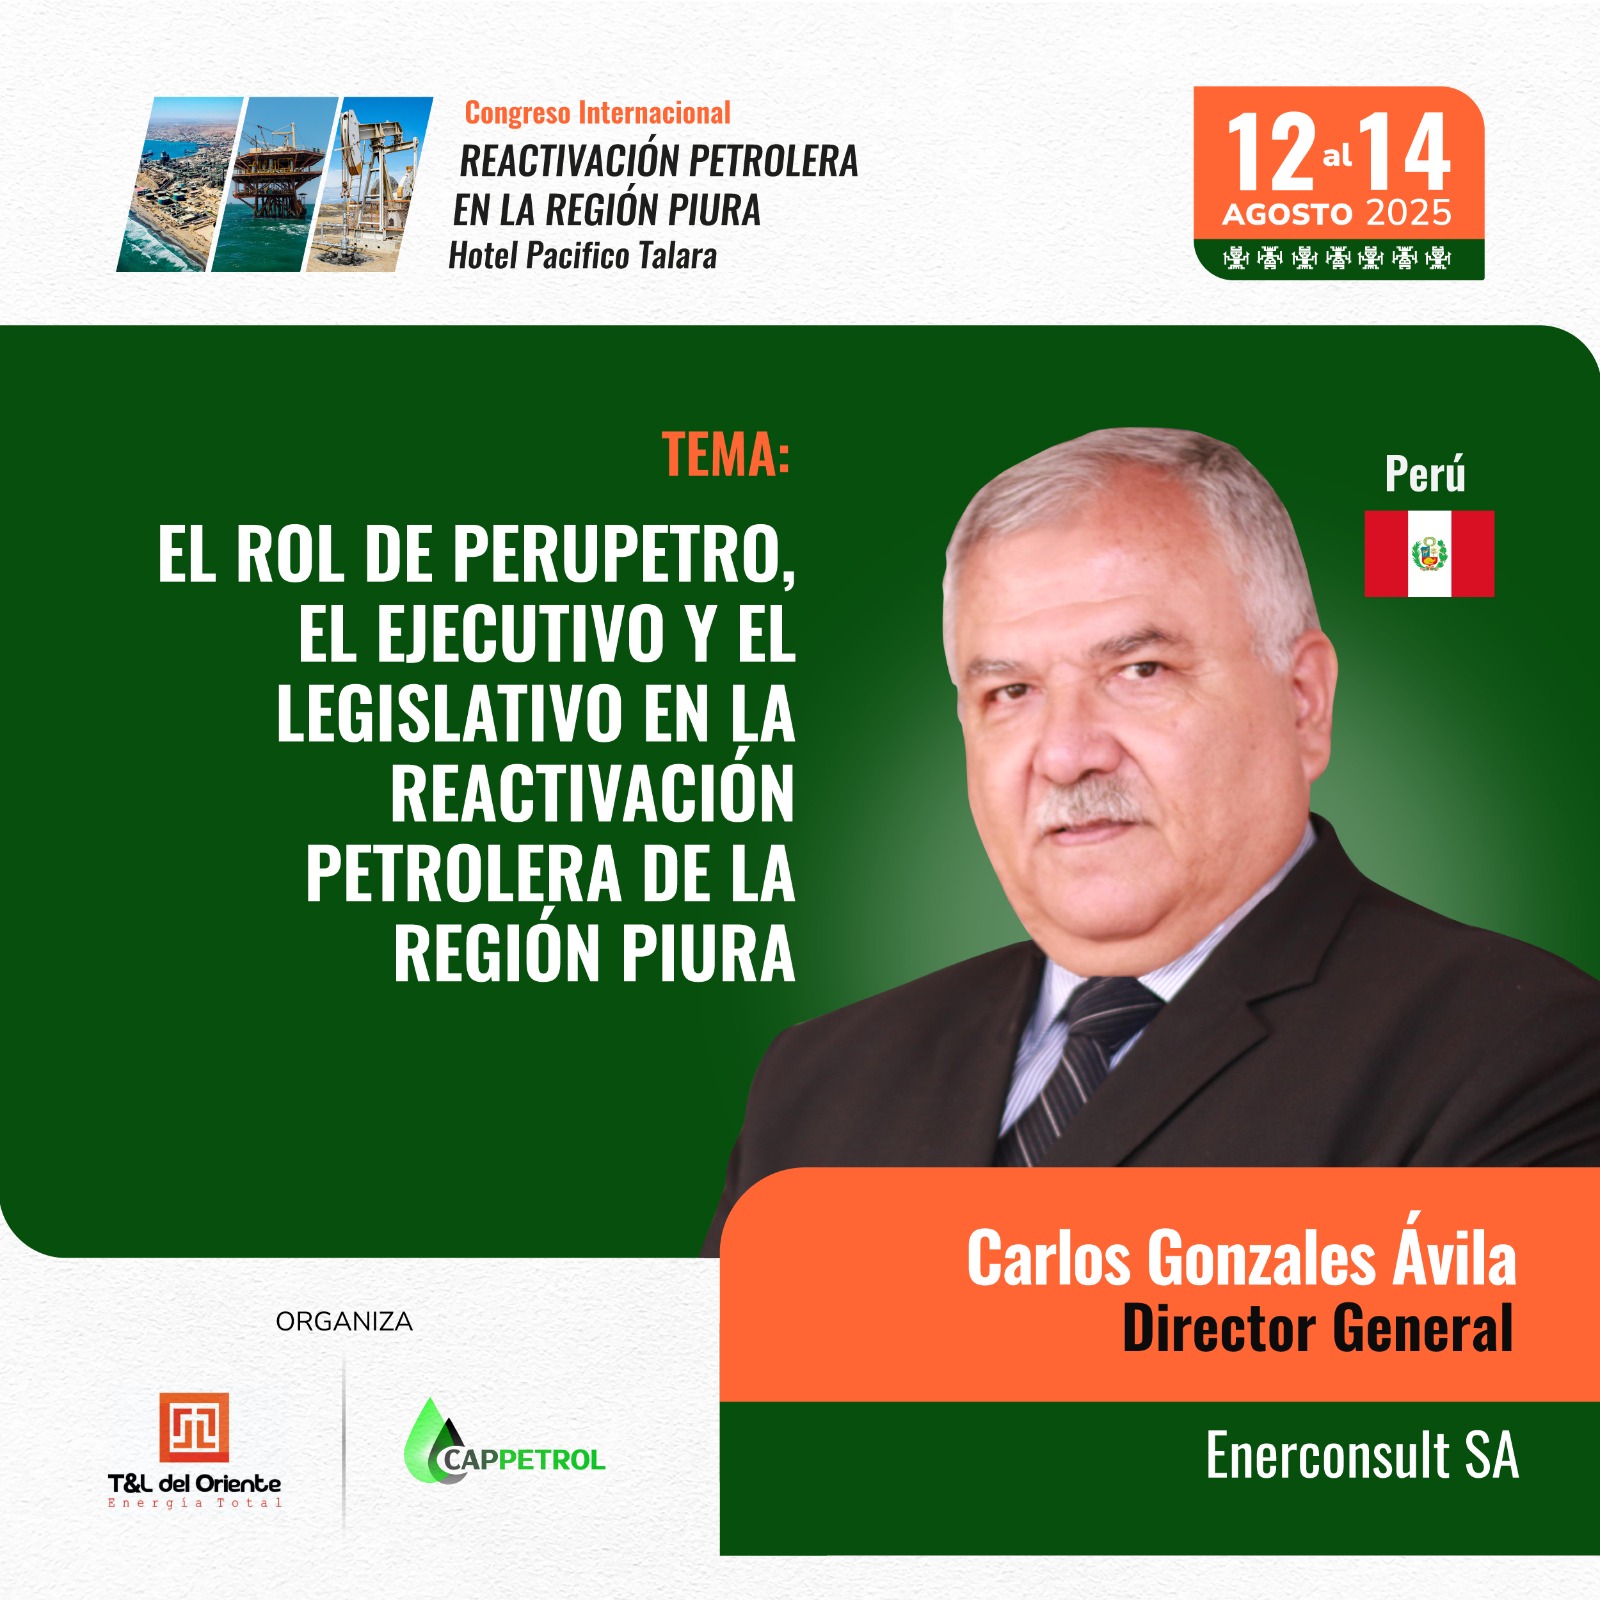 Congreso Internacional
REACTIVACIÓN PETROLERA
EN LA REGIÓN PIURA
Hotel Pacifico Talara
12 al 14
AGOSTO 2025
TEMA:
EL ROL DE PERUPETRO,
EL EJECUTIVO Y EL
LEGISLATIVO EN LA
REACTIVACIÓN
PETROLERA DE LA
REGIÓN PIURA
Perú
Carlos Gonzales Ávila
Director General
Enerconsult SA
ORGANIZA
T&L del Oriente
Energía Total
CAPPETROL